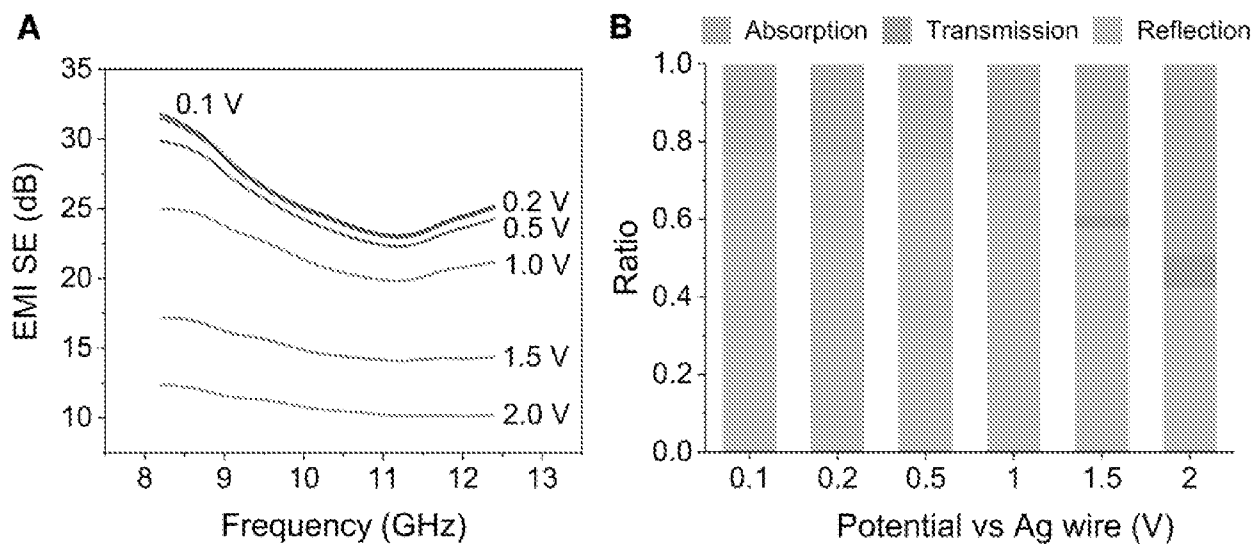 A
35
30
25
20
15
10
EMI SE (dB)
0.1 V
0.2 V
0.5 V
1.0 V
1.5 V
2.0 V
8 9 10 11 12 13
Frequency (GHz)
B
Absorption Transmission Reflection
1.0
0.8
0.6
0.4
0.2
0.0
Ratio
0.1 0.2 0.5 1 1.5 2
Potential vs Ag wire (V)